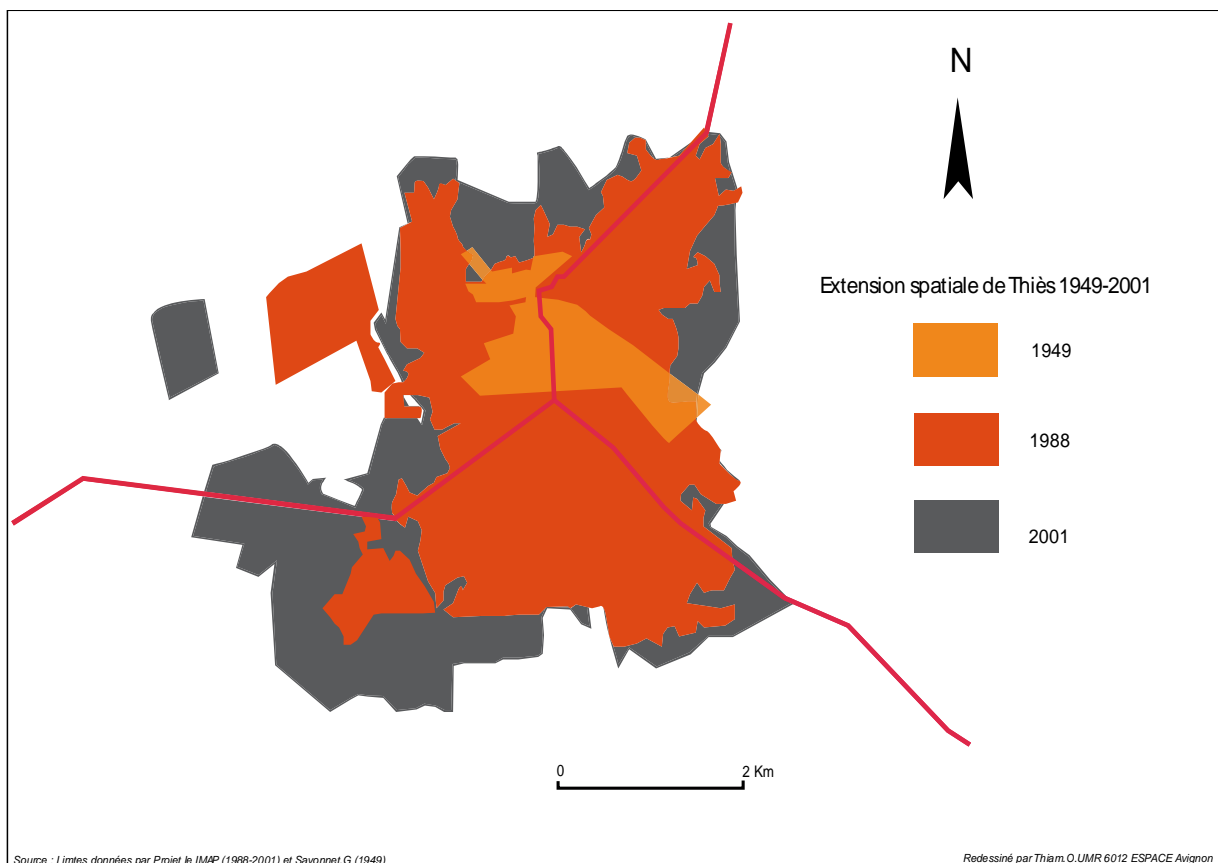 N
Extension spatiale de Thiès 1949-2001
1949
1988
2001
0 2 Km
Source : Limtes données par Projet le IMAP (1988-2001) et Savonnet G (1949)
Redessiné par Thiam.O.UMR 6012 ESPACE Avignon